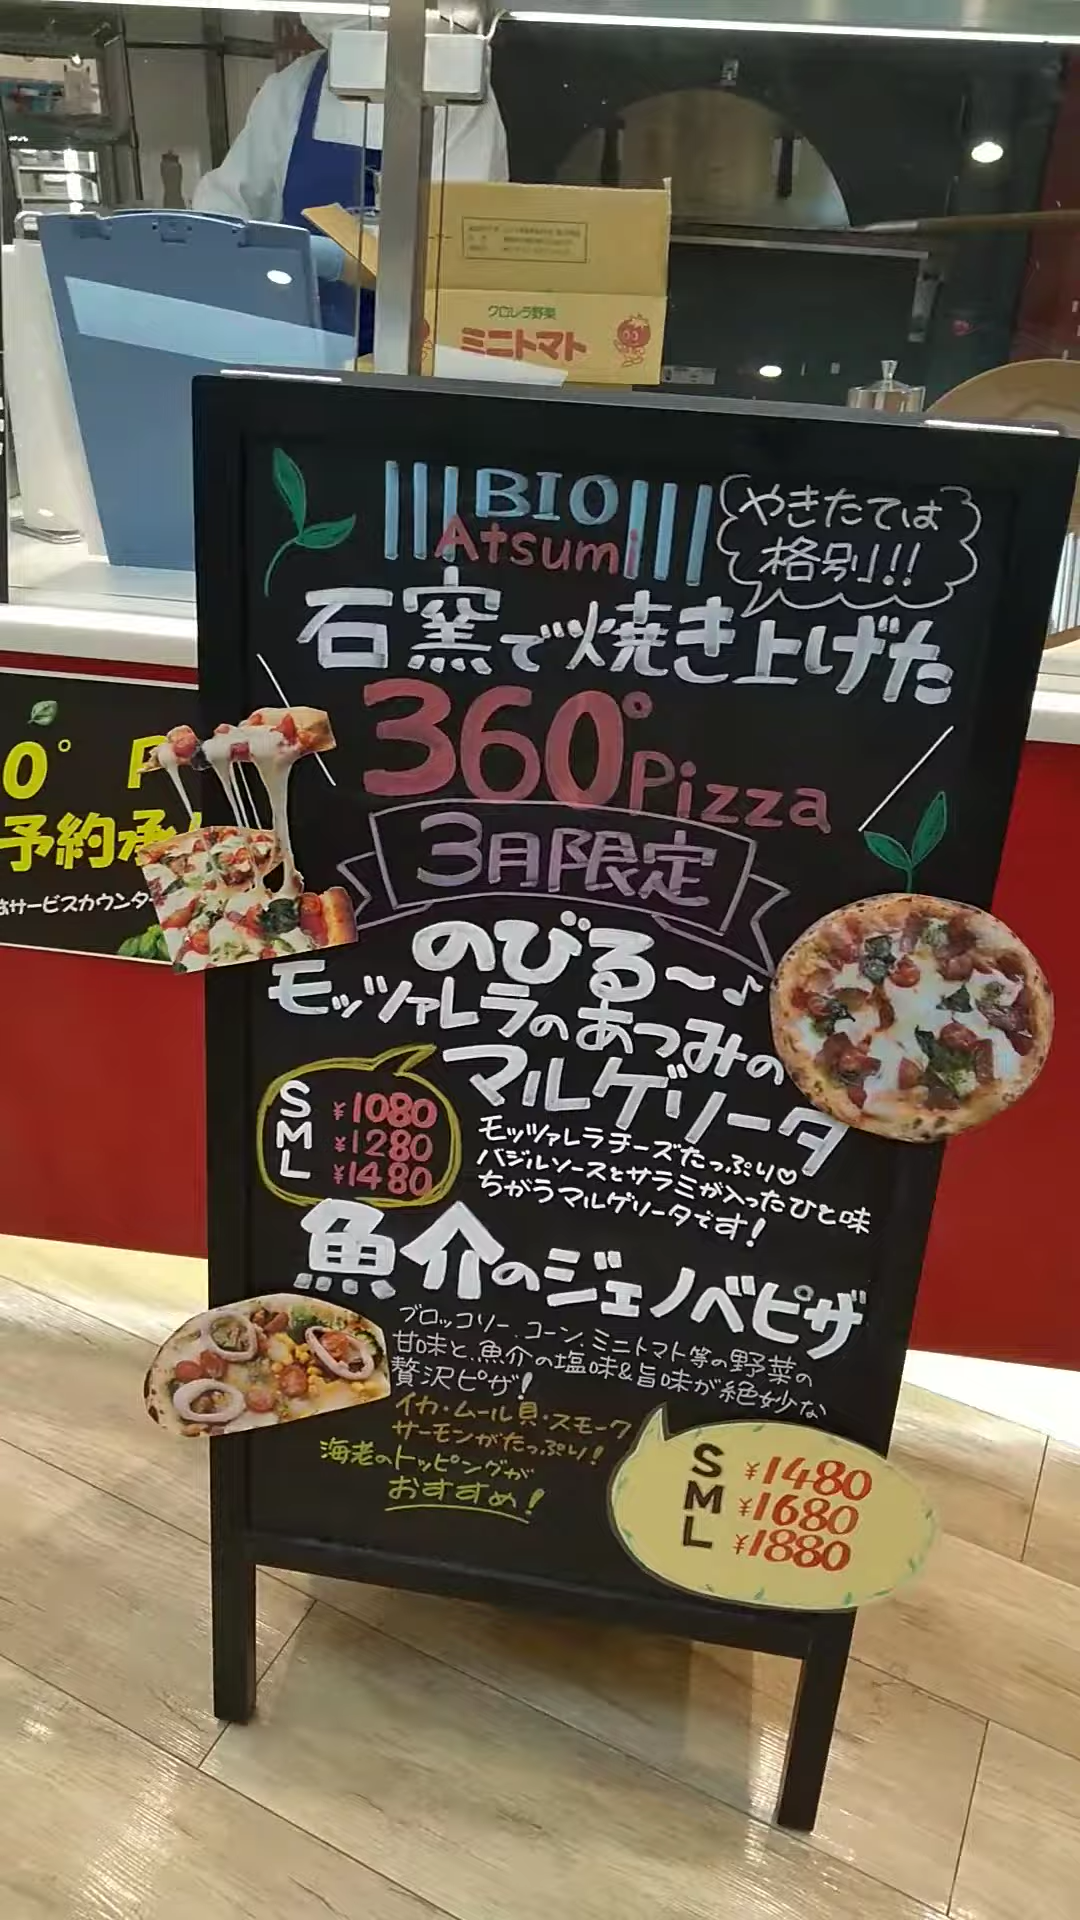 クロレラ野菜
ミニトマト
BIO
Atsumi
やきたては
格別!!
石窯で焼き上げた
360°Pizza
3月限定
のびる〜♪
モッツァレラのあつみの
マルゲリータ
S ¥1080
M ¥1280
L ¥1480
モッツァレラチーズたっぷり♡
バジルソースとサラミが入ったひと味
ちがうマルゲリータです!
魚介のジェノベピザ
ブロッコリー、コーン、ミニトマト等の野菜の
甘味と、魚介の塩味&旨味が絶妙な
贅沢ピザ!
イカ・ムール貝・スモーク
サーモンがたっぷり!
海老のトッピングが
おすすめ!
S ¥1480
M ¥1680
L ¥1880
0° P
予約承
サービスカウンター